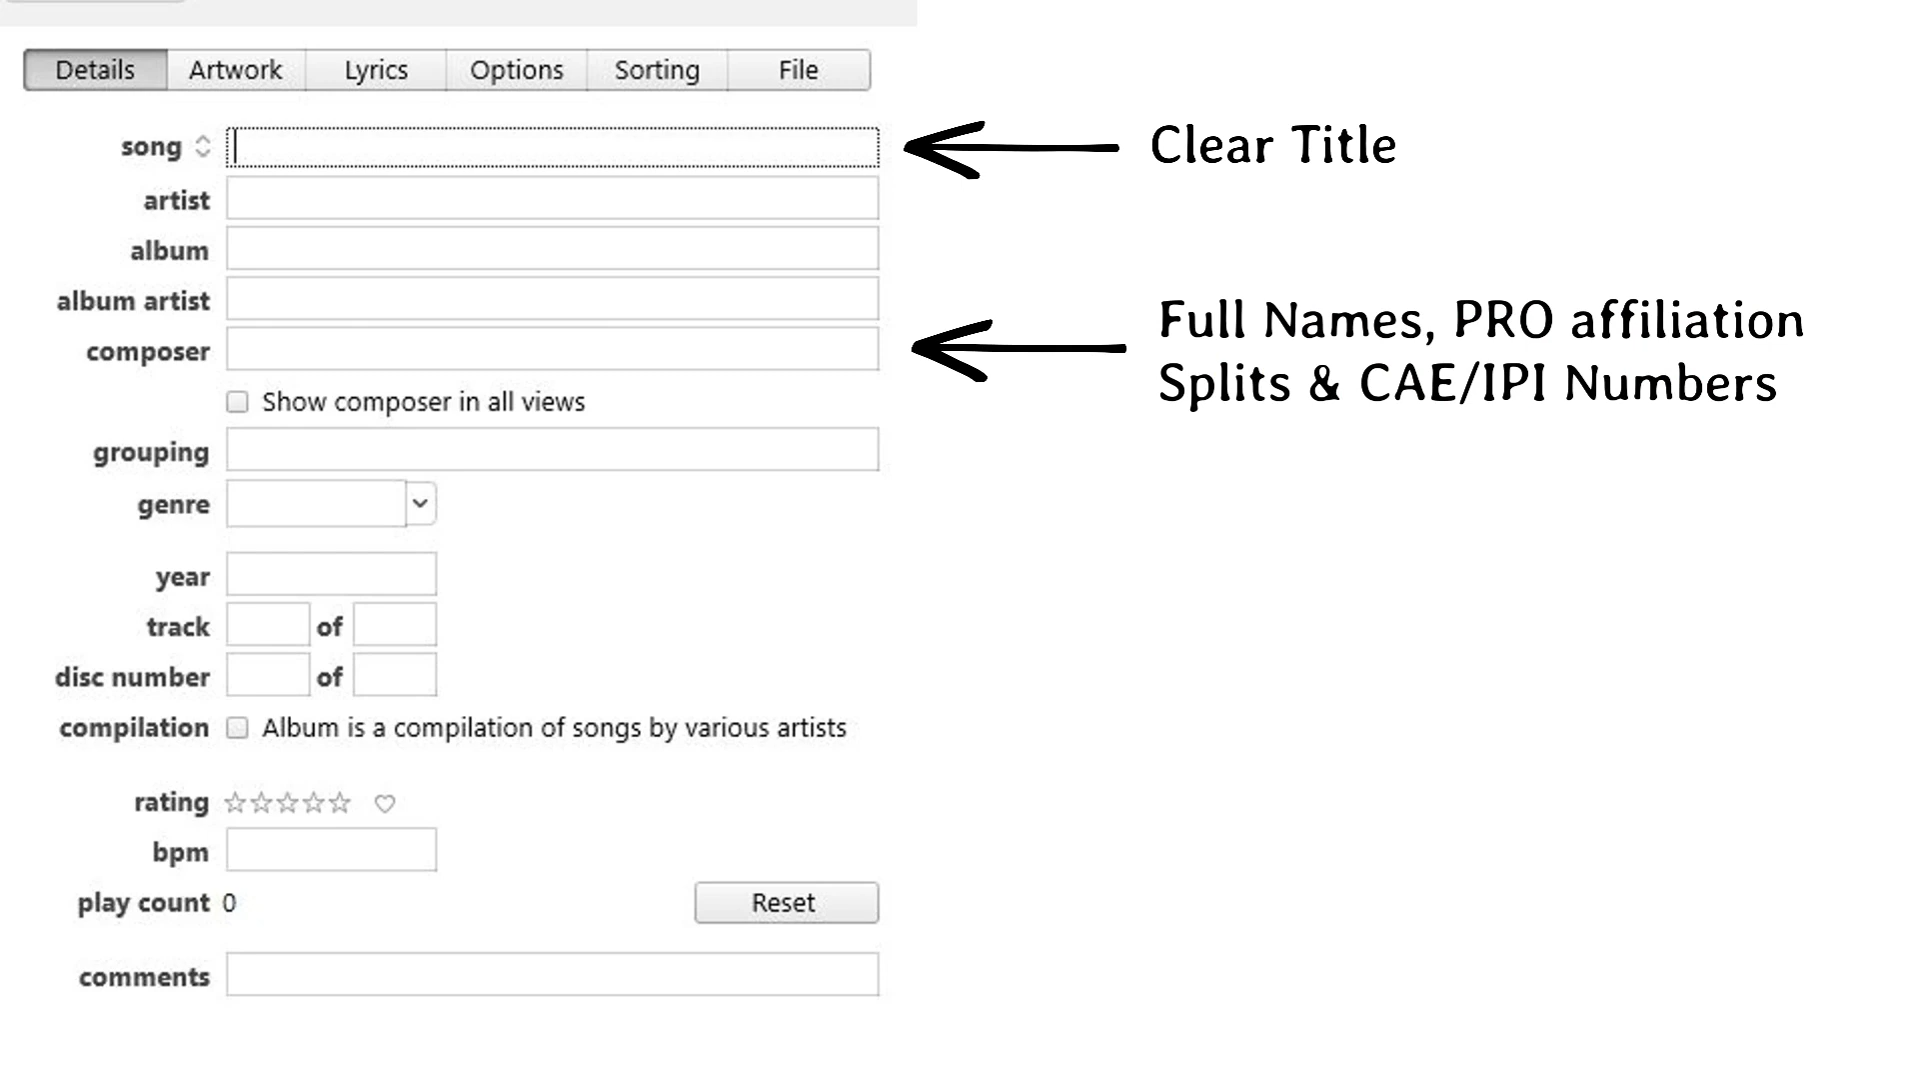 Details Artwork Lyrics Options Sorting File
song
Clear Title
artist
album
album artist
composer
Full Names, PRO affiliation
Splits & CAE/IPI Numbers
Show composer in all views
grouping
genre
year
track of
disc number of
compilation Album is a compilation of songs by various artists
rating
bpm
play count 0 Reset
comments